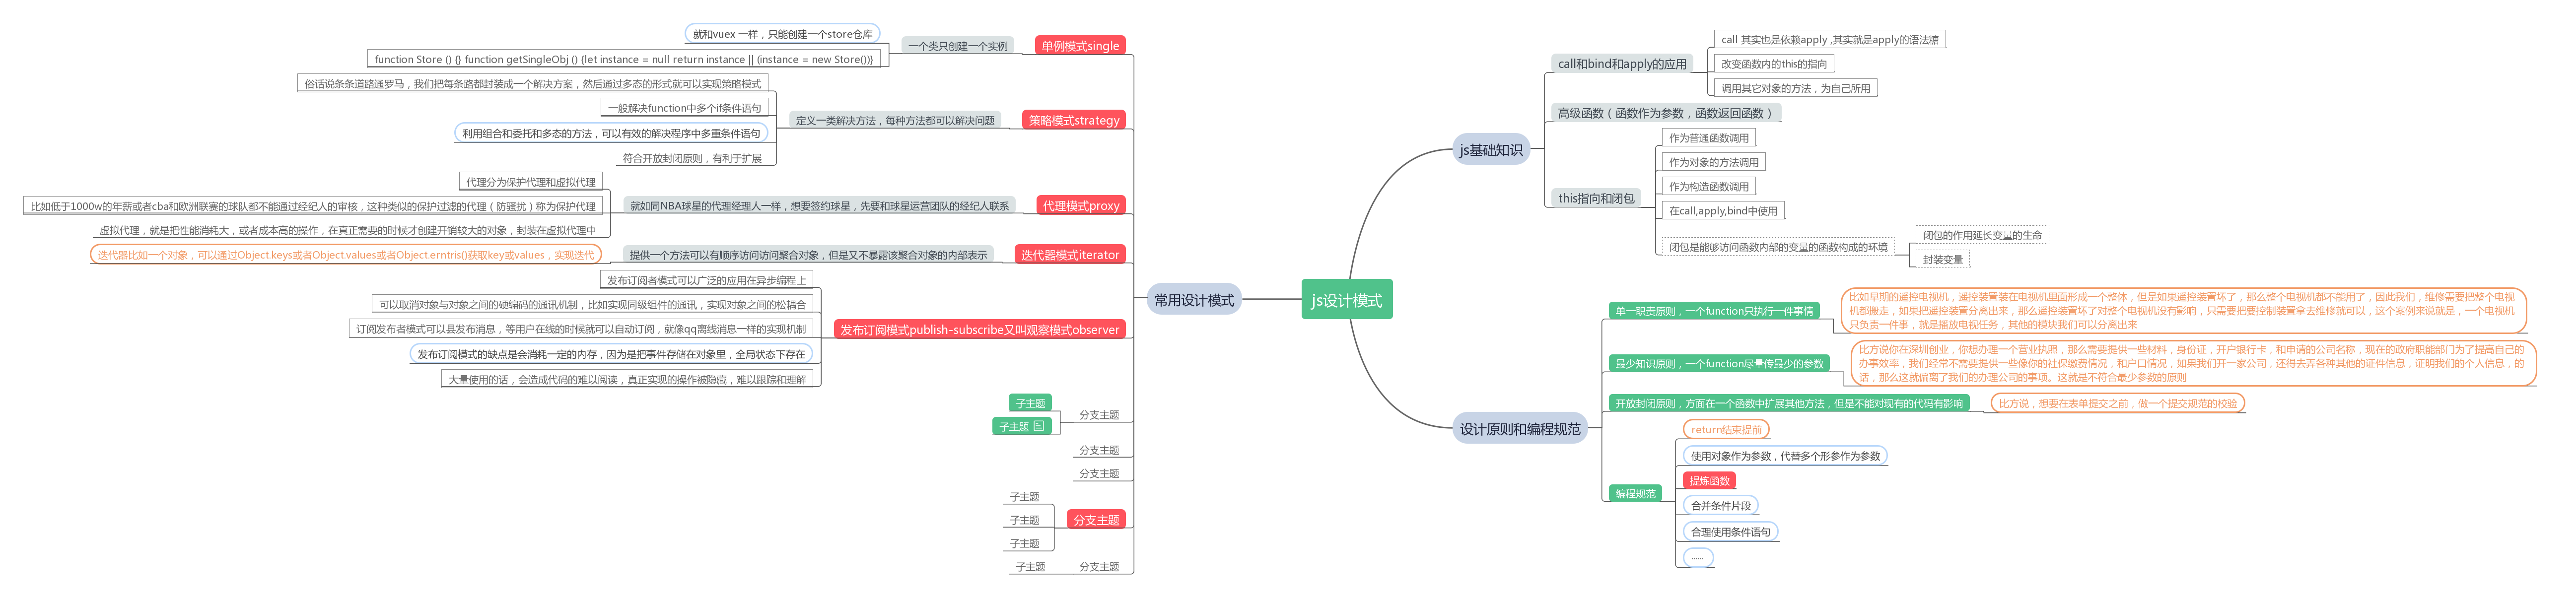 js设计模式
js基础知识
call和bind和apply的应用
call 其实也是依赖apply ,其实就是apply的语法糖
改变函数内的this的指向
调用其它对象的方法，为自己所用
高级函数（函数作为参数，函数返回函数）
this指向和闭包
作为普通函数调用
作为对象的方法调用
作为构造函数调用
在call,apply,bind中使用
闭包是能够访问函数内部的变量的函数构成的环境
闭包的作用延长变量的生命
封装变量
设计原则和编程规范
单一职责原则，一个function只执行一件事情
比如早期的遥控电视机，遥控装置装在电视机里面形成一个整体，但是如果遥控装置坏了，那么整个电视机都不能用了，因此我们，维修需要把整个电视
机都搬走，如果把遥控装置分离出来，那么遥控装置坏了对整个电视机没有影响，只需要把要控制装置拿去维修就可以，这个案例来说就是，一个电视机
只负责一件事，就是播放电视任务，其他的模块我们可以分离出来
最少知识原则，一个function尽量传最少的参数
比方说你在深圳创业，你想办理一个营业执照，那么需要提供一些材料，身份证，开户银行卡，和申请的公司名称，现在的政府职能部门为了提高自己的
办事效率，我们经常不需要提供一些像你的社保缴费情况，和户口情况，如果我们开一家公司，还得去弄各种其他的证件信息，证明我们的个人信息，的
话，那么这就偏离了我们的办理公司的事项。这就是不符合最少参数的原则
开放封闭原则，方面在一个函数中扩展其他方法，但是不能对现有的代码有影响
比方说，想要在表单提交之前，做一个提交规范的校验
编程规范
return结束提前
使用对象作为参数，代替多个形参作为参数
提炼函数
合并条件片段
合理使用条件语句
......
常用设计模式
单例模式single
一个类只创建一个实例
就和vuex 一样，只能创建一个store仓库
function Store () {} function getSingleObj () {let instance = null return instance || (instance = new Store())}
策略模式strategy
定义一类解决方法，每种方法都可以解决问题
俗话说条条道路通罗马，我们把每条路都封装成一个解决方案，然后通过多态的形式就可以实现策略模式
一般解决function中多个if条件语句
利用组合和委托和多态的方法，可以有效的解决程序中多重条件语句
符合开放封闭原则，有利于扩展
代理模式proxy
就如同NBA球星的代理经理人一样，想要签约球星，先要和球星运营团队的经纪人联系
代理分为保护代理和虚拟代理
比如低于1000w的年薪或者cba和欧洲联赛的球队都不能通过经纪人的审核，这种类似的保护过滤的代理（防骚扰）称为保护代理
虚拟代理，就是把性能消耗大，或者成本高的操作，在真正需要的时候才创建开销较大的对象，封装在虚拟代理中
迭代器模式iterator
提供一个方法可以有顺序访问访问聚合对象，但是又不暴露该聚合对象的内部表示
迭代器比如一个对象，可以通过Object.keys或者Object.values或者Object.erntris()获取key或values，实现迭代
发布订阅模式publish-subscribe又叫观察模式observer
发布订阅者模式可以广泛的应用在异步编程上
可以取消对象与对象之间的硬编码的通讯机制，比如实现同级组件的通讯，实现对象之间的松耦合
订阅发布者模式可以县发布消息，等用户在线的时候就可以自动订阅，就像qq离线消息一样的实现机制
发布订阅模式的缺点是会消耗一定的内存，因为是把事件存储在对象里，全局状态下存在
大量使用的话，会造成代码的难以阅读，真正实现的操作被隐藏，难以跟踪和理解
分支主题
子主题
子主题
分支主题
分支主题
分支主题
子主题
子主题
子主题
分支主题
子主题